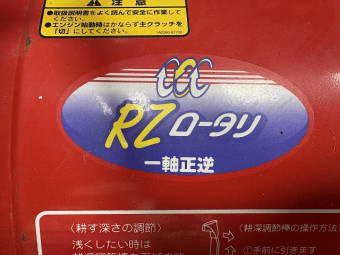 注意
●取扱説明書をよく読んで安全に作業して
ください。
●エンジン始動時はかならず主クラッチを
「切」にしてください。
RZ ロータリ
一軸正逆
〈耕す深さの調節〉
浅くしたい時は
〈耕深調節棒の操作方法〉
①手前に引きます